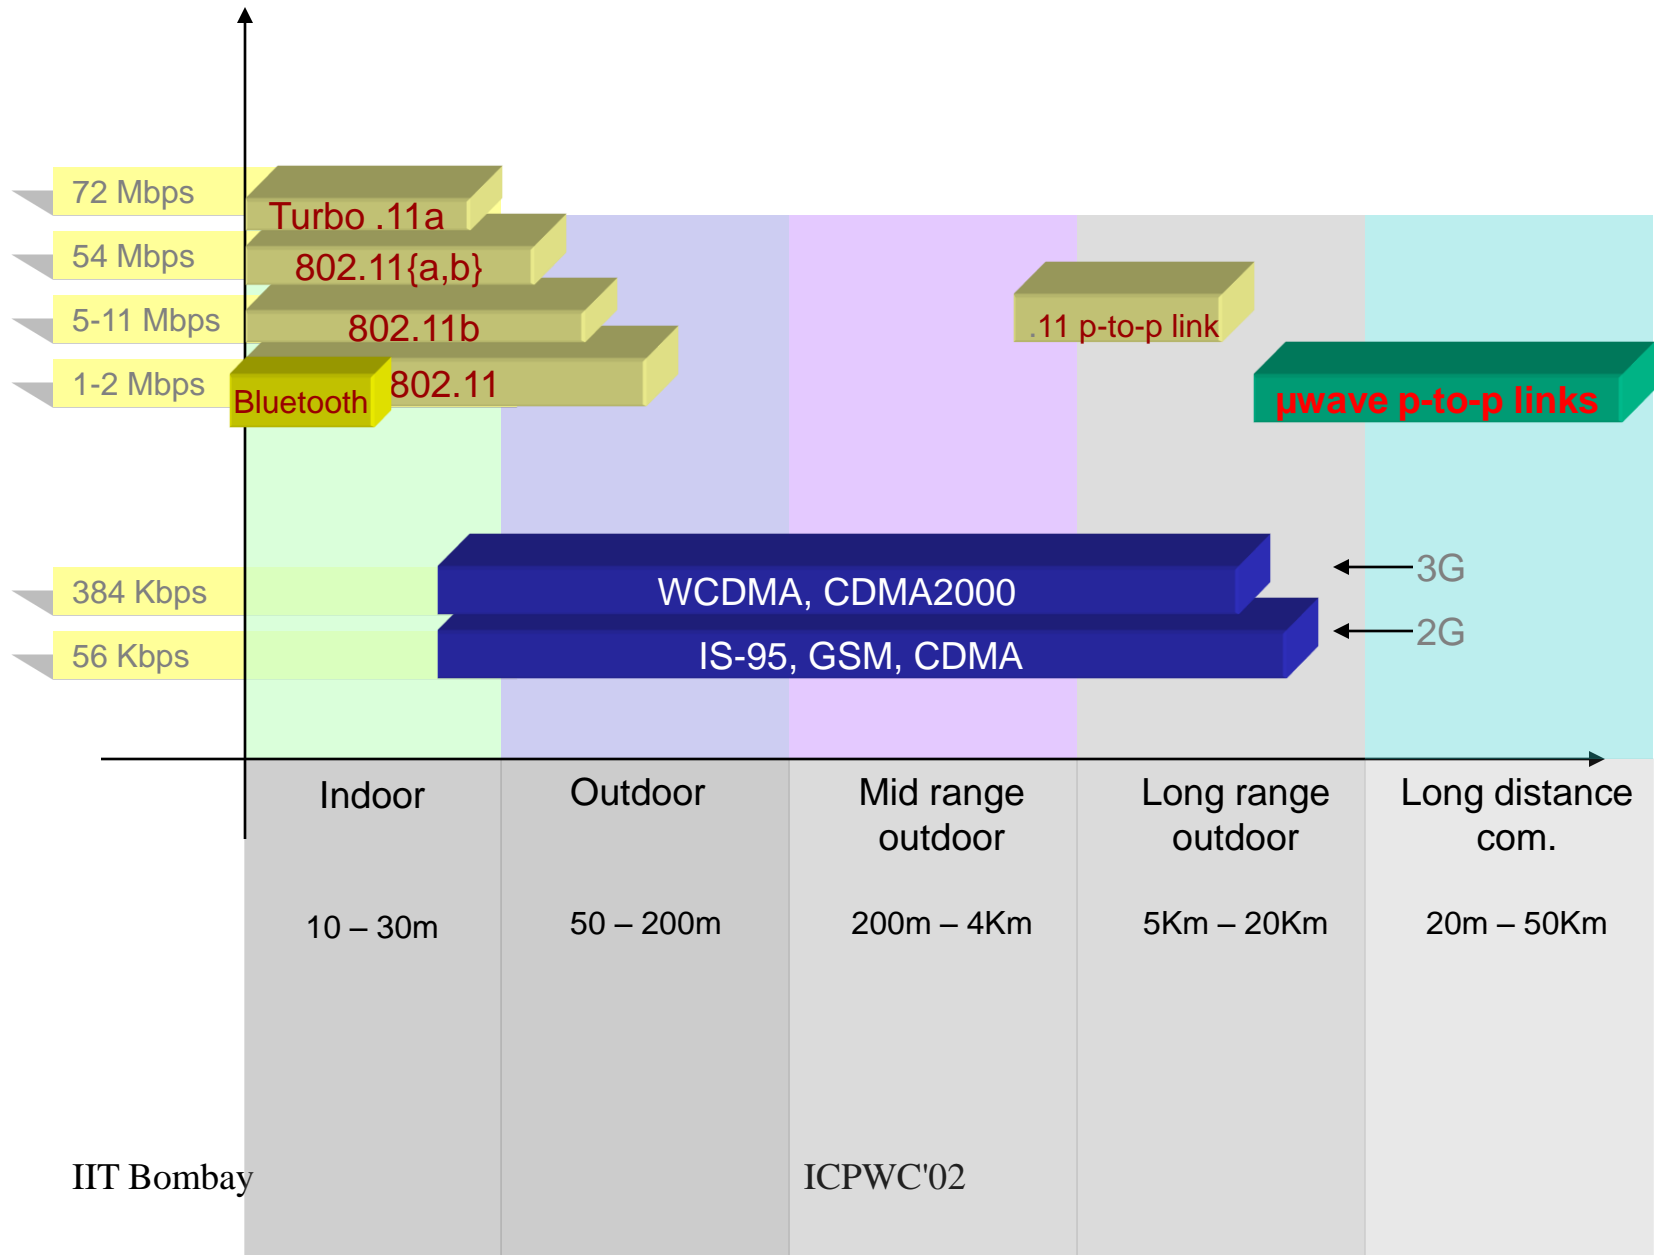 72 Mbps
Turbo .11a
54 Mbps
802.11{a,b}
5-11 Mbps
802.11b
.11 p-to-p link
1-2 Mbps
Bluetooth
802.11
µwave p-to-p links
384 Kbps
WCDMA, CDMA2000
3G
56 Kbps
IS-95, GSM, CDMA
2G
Indoor
Outdoor
Mid range
outdoor
Long range
outdoor
Long distance
com.
10 – 30m
50 – 200m
200m – 4Km
5Km – 20Km
20m – 50Km
IIT Bombay
ICPWC'02